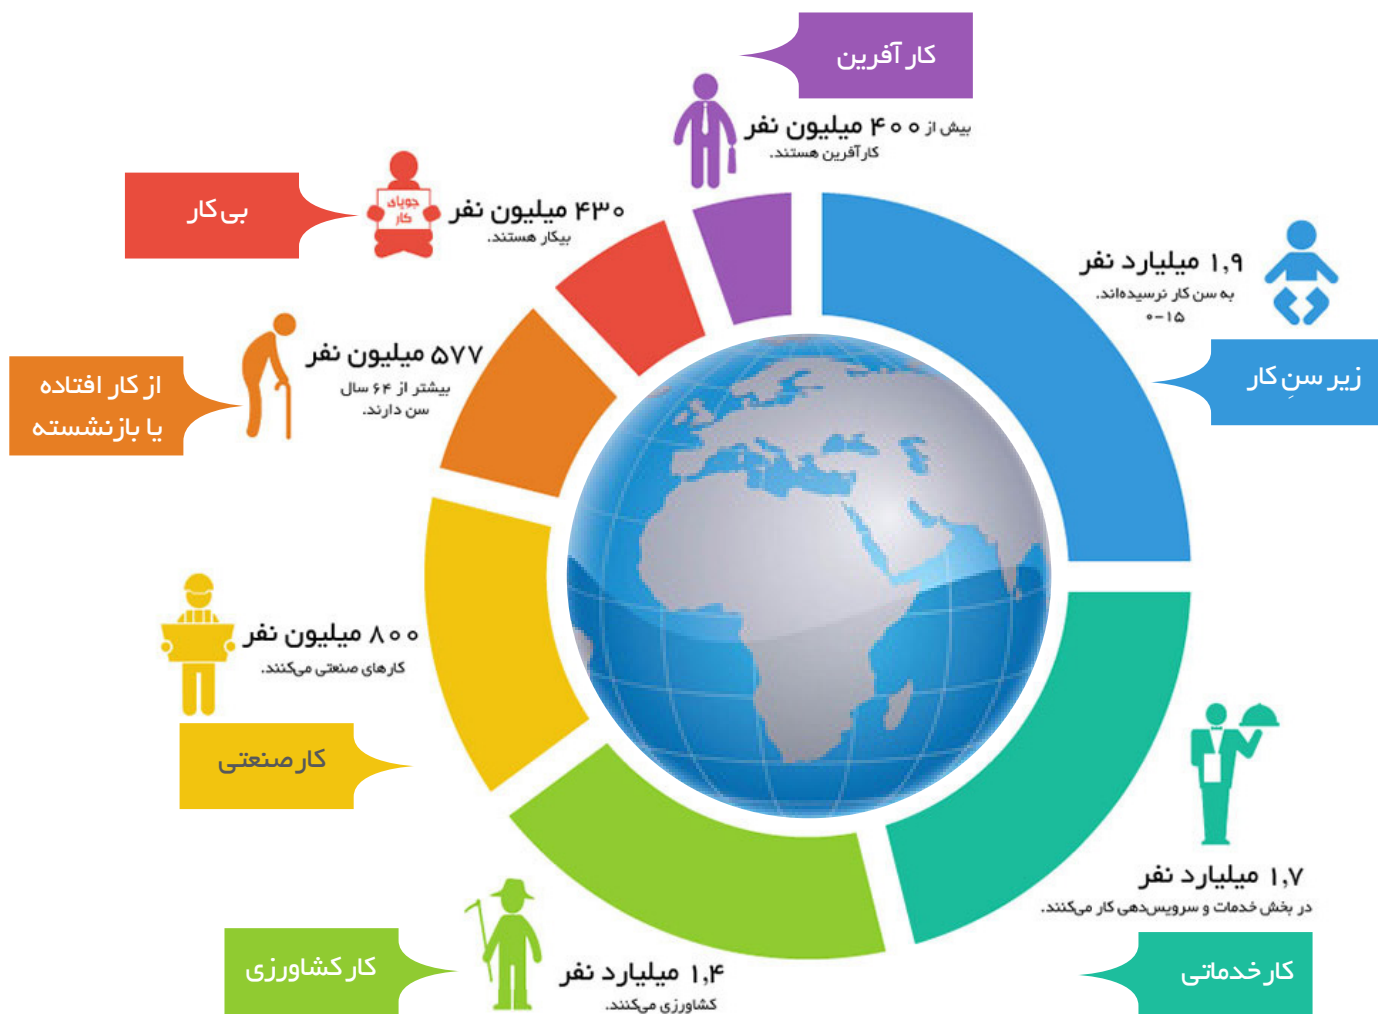 کارآفرین
بیش از ۴۰۰ میلیون نفر
کارآفرین هستند.
بی‌کار
جویای
کار
۴۳۰ میلیون نفر
بیکار هستند.
۱,۹ میلیارد نفر
به سن کار نرسیده‌اند.
۰-۱۵
زیر سنِ کار
۵۷۷ میلیون نفر
بیشتر از ۶۴ سال
سن دارند.
از کار افتاده
یا بازنشسته
۸۰۰ میلیون نفر
کارهای صنعتی می‌کنند.
کار صنعتی
۱,۷ میلیارد نفر
در بخش خدمات و سرویس‌دهی کار می‌کنند.
کار خدماتی
۱,۴ میلیارد نفر
کشاورزی می‌کنند.
کار کشاورزی